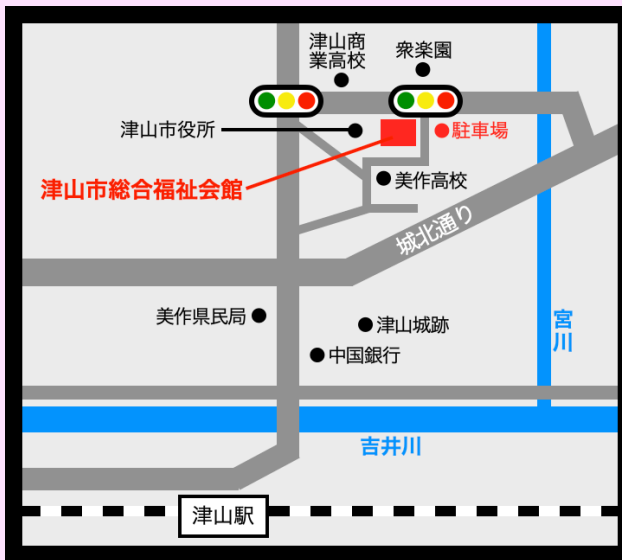 津山商
業高校
衆楽園
津山市役所
駐車場
津山市総合福祉会館
美作高校
城北通り
美作県民局
津山城跡
宮川
中国銀行
吉井川
津山駅